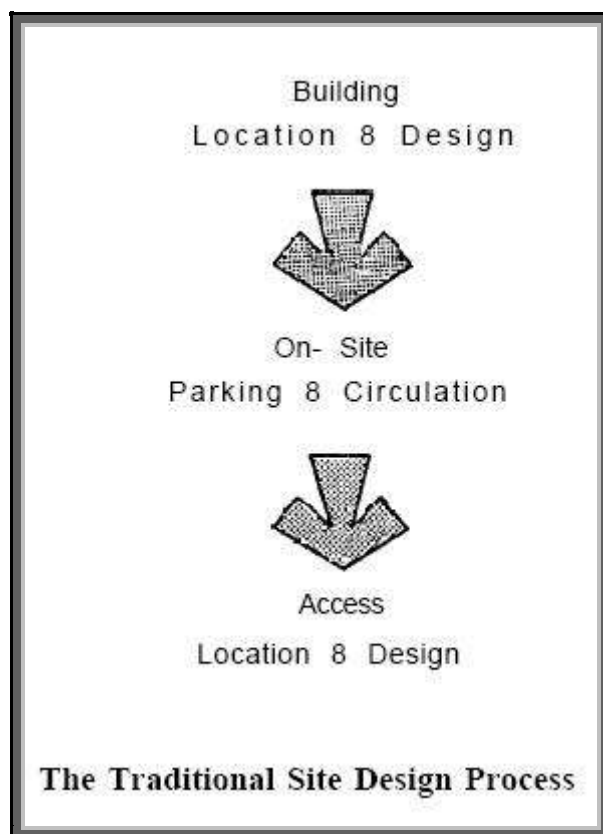 Building
Location 8 Design
On- Site
Parking 8 Circulation
Access
Location 8 Design
The Traditional Site Design Process